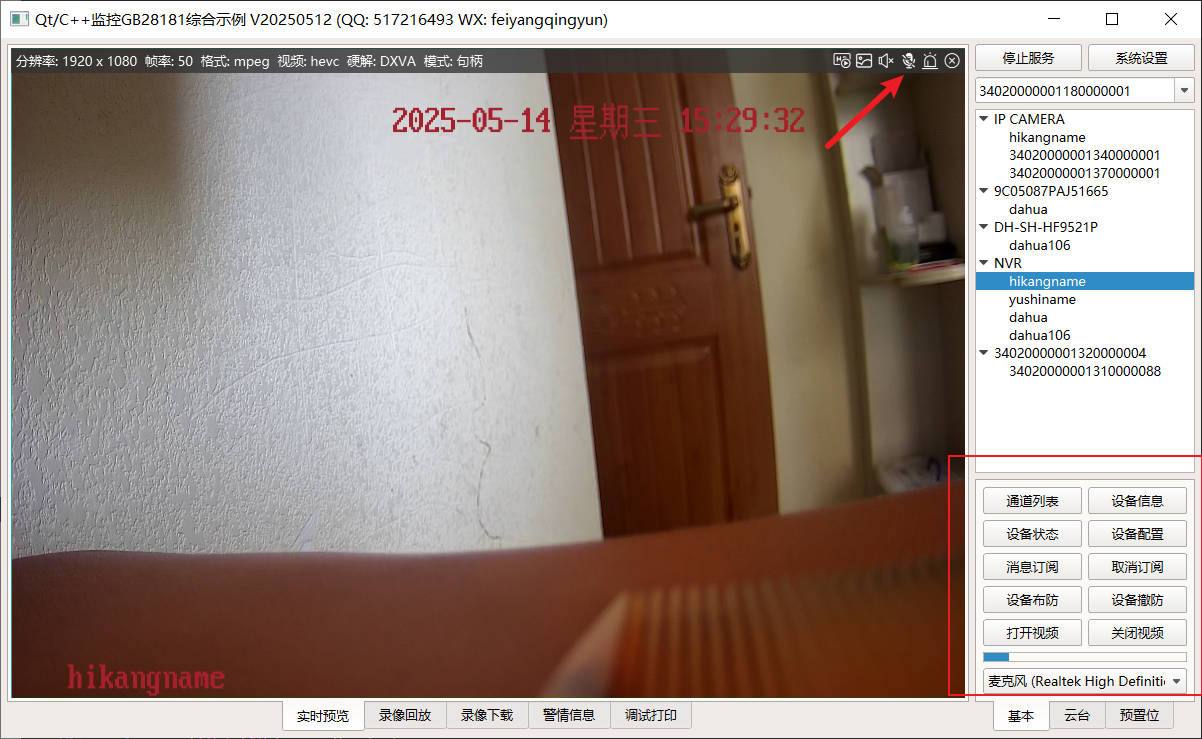 Qt/C++监控GB28181综合示例 V20250512 (QQ: 517216493 WX: feiyangqingyun)
分辨率: 1920 x 1080 帧率: 50 格式: mpeg 视频: hevc 硬解: DXVA 模式: 句柄
2025-05-14 星期三 15:29:32
hikangname
停止服务 系统设置
34020000001180000001
IP CAMERA
hikangname
34020000001340000001
34020000001370000001
9C05087PAJ51665
dahua
DH-SH-HF9521P
dahua106
NVR
hikangname
yushiname
dahua
dahua106
34020000001320000004
34020000001310000088
通道列表 设备信息
设备状态 设备配置
消息订阅 取消订阅
设备布防 设备撤防
打开视频 关闭视频
麦克风 (Realtek High Definitic
实时预览 录像回放 录像下载 警情信息 调试打印
基本 云台 预置位